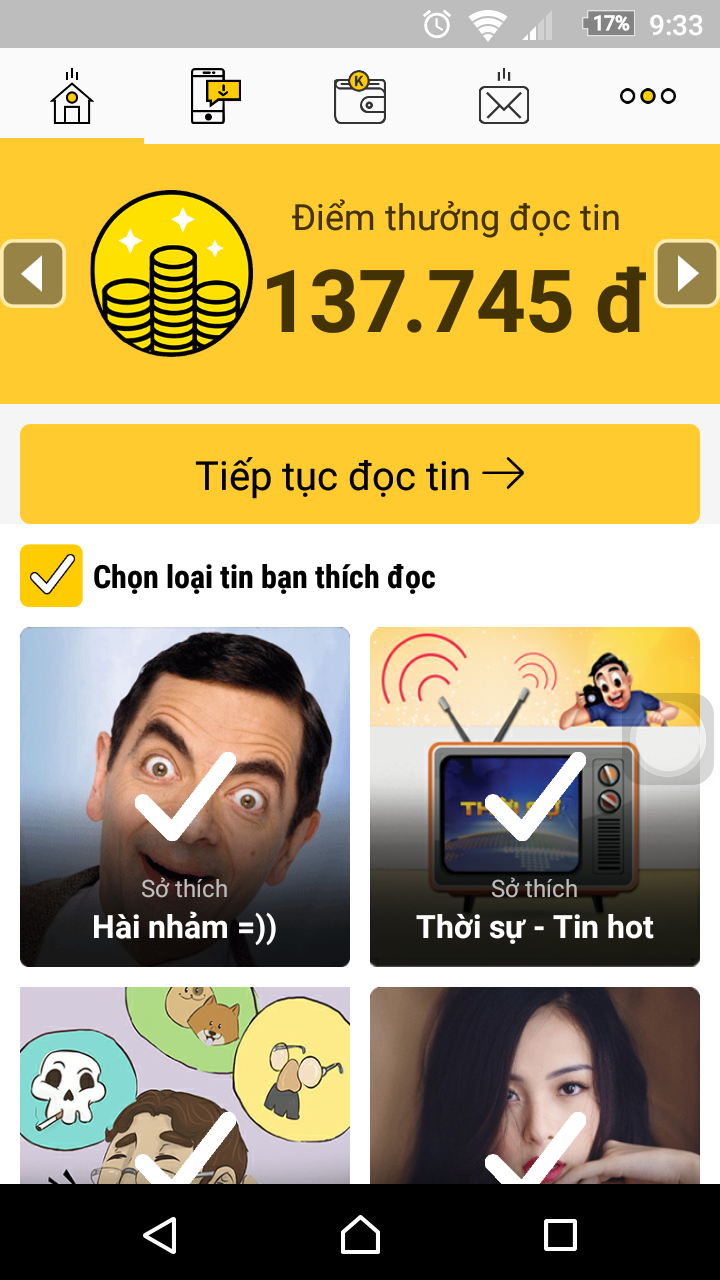 17% 9:33
K
Điểm thưởng đọc tin
137.745 đ
Tiếp tục đọc tin →
Chọn loại tin bạn thích đọc
THỜI SỰ
Sở thích
Hài nhảm =))
Sở thích
Thời sự - Tin hot